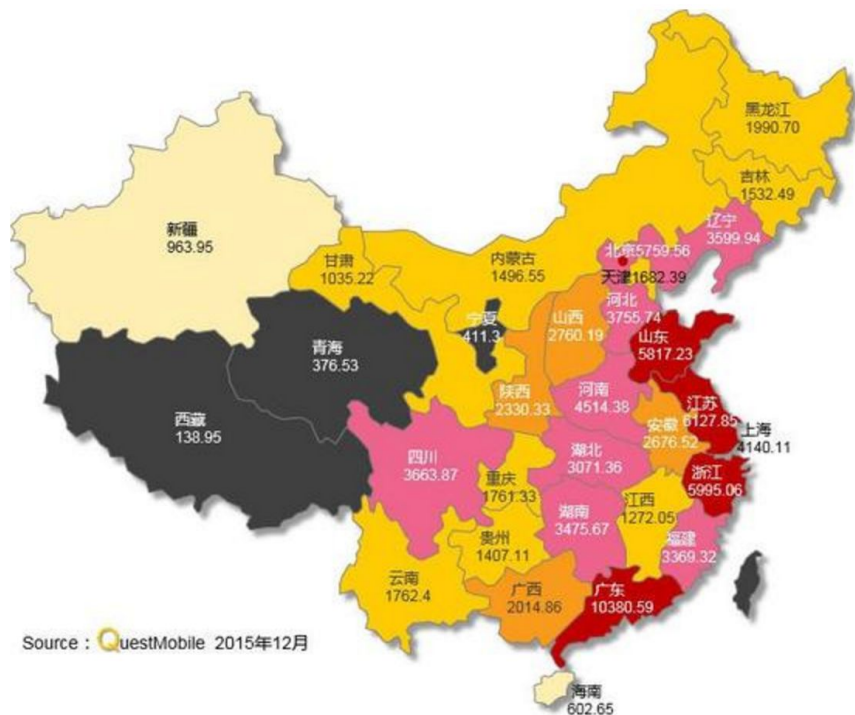 黑龙江
1990.70
吉林
1532.49
辽宁
3599.94
新疆
963.95
甘肃
1035.22
内蒙古
1496.55
北京5759.56
天津1682.39
河北
3755.74
宁夏
411.3
山西
2760.19
山东
5817.23
青海
376.53
陕西
2330.33
河南
4514.38
江苏
6127.85
安徽
2676.52
上海
4140.11
西藏
138.95
四川
3663.87
湖北
3071.36
浙江
5995.06
重庆
1761.33
湖南
3475.67
江西
1272.05
贵州
1407.11
福建
3369.32
云南
1762.4
广西
2014.86
广东
10380.59
Source : QuestMobile 2015年12月
海南
602.65